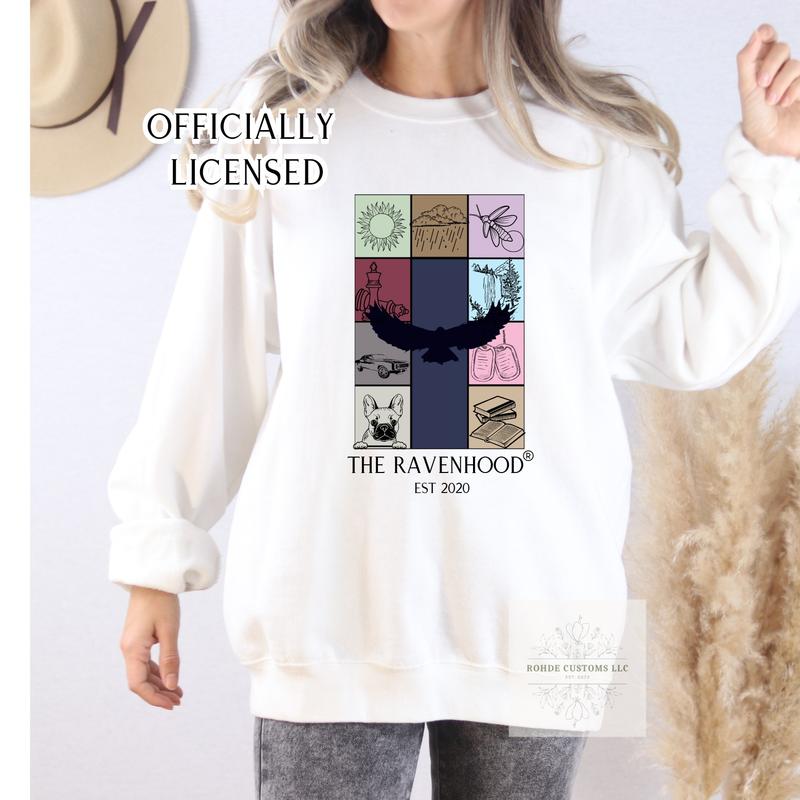 OFFICIALLY
LICENSED
THE RAVENHOOD®
EST 2020
ROHDE CUSTOMS LLC